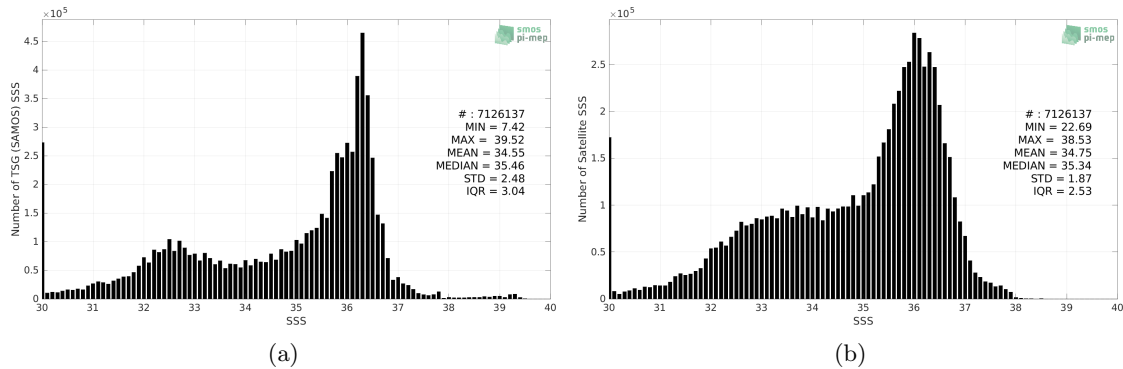 ×10⁵
4.5
4
3.5
3
2.5
2
1.5
1
0.5
0
Number of TSG (SAMOS) SSS
30 31 32 33 34 35 36 37 38 39 40
SSS
smos
pi-mep
# : 7126137
MIN = 7.42
MAX = 39.52
MEAN = 34.55
MEDIAN = 35.46
STD = 2.48
IQR = 3.04
(a)
×10⁵
2.5
2
1.5
1
0.5
0
Number of Satellite SSS
30 31 32 33 34 35 36 37 38 39 40
SSS
smos
pi-mep
# : 7126137
MIN = 22.69
MAX = 38.53
MEAN = 34.75
MEDIAN = 35.34
STD = 1.87
IQR = 2.53
(b)